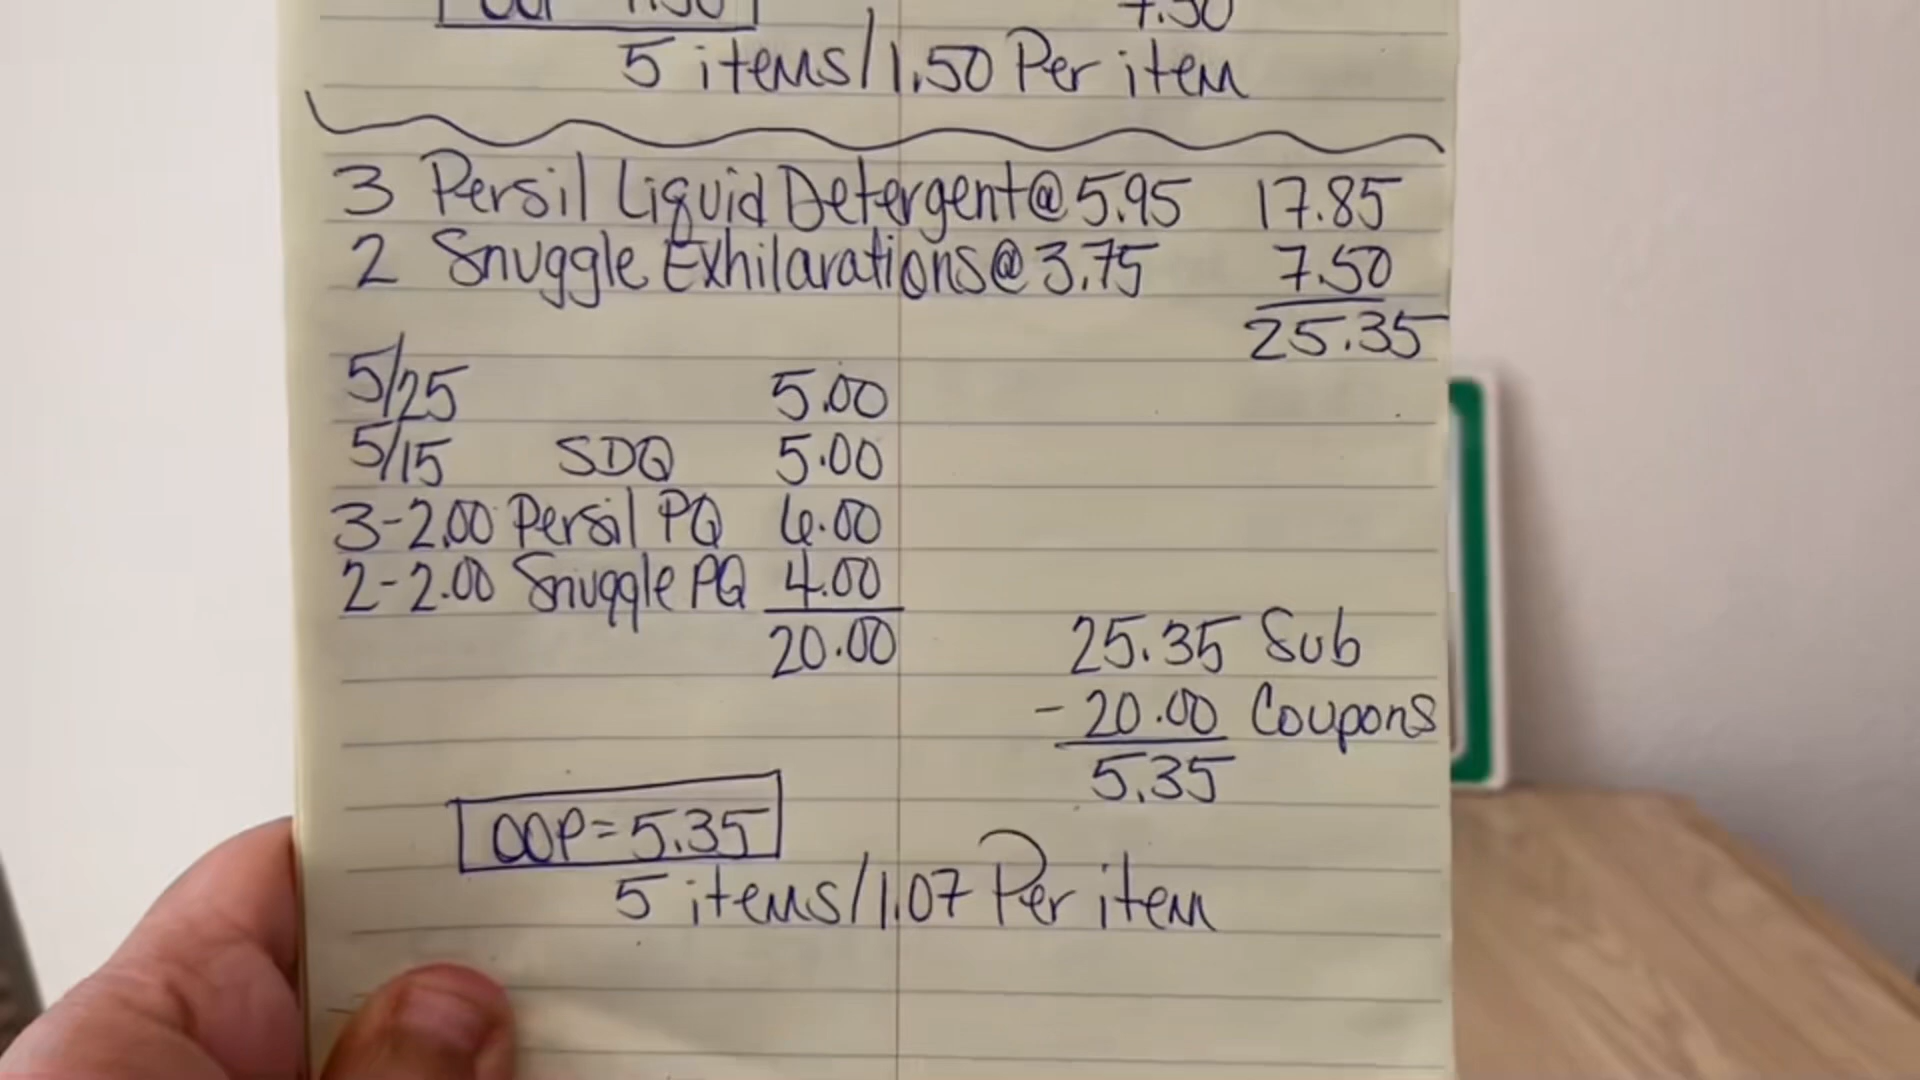 7.50
5 items/1.50 Per item
3 Persil Liquid Detergent@5.95 17.85
2 Snuggle Exhilarations@3.75 7.50
25.35
5/25 5.00
5/15 SDQ 5.00
3-2.00 Persil PQ 6.00
2-2.00 Snuggle PQ 4.00
20.00
25.35 Sub
- 20.00 Coupons
5.35
OOP=5.35
5 items/1.07 Per item